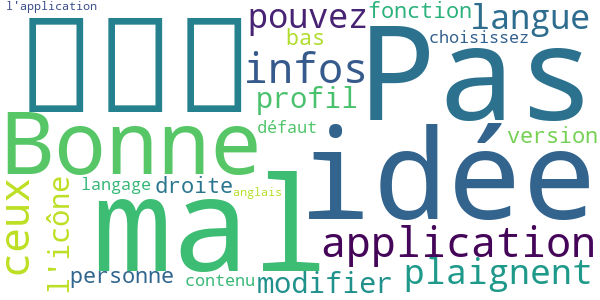 l'application
pouvez
fonction
langue
bas
choisissez
infos
Pas
profil
Bonne
défaut
idée
version
ceux
l'icône
langage
droite
anglais
mal
application
personne
contenu
modifier
plaignent